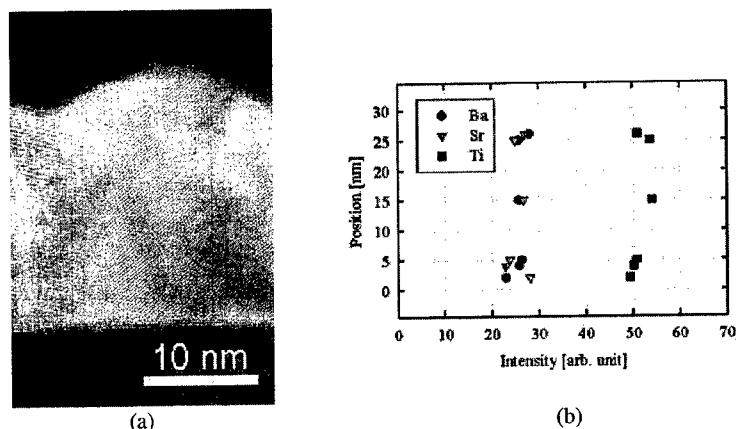 10 nm
(a)
Ba
Sr
Ti
Position [nm]
30
25
20
15
10
5
0
0 10 20 30 40 50 60 70
Intensity [arb. unit]
(b)